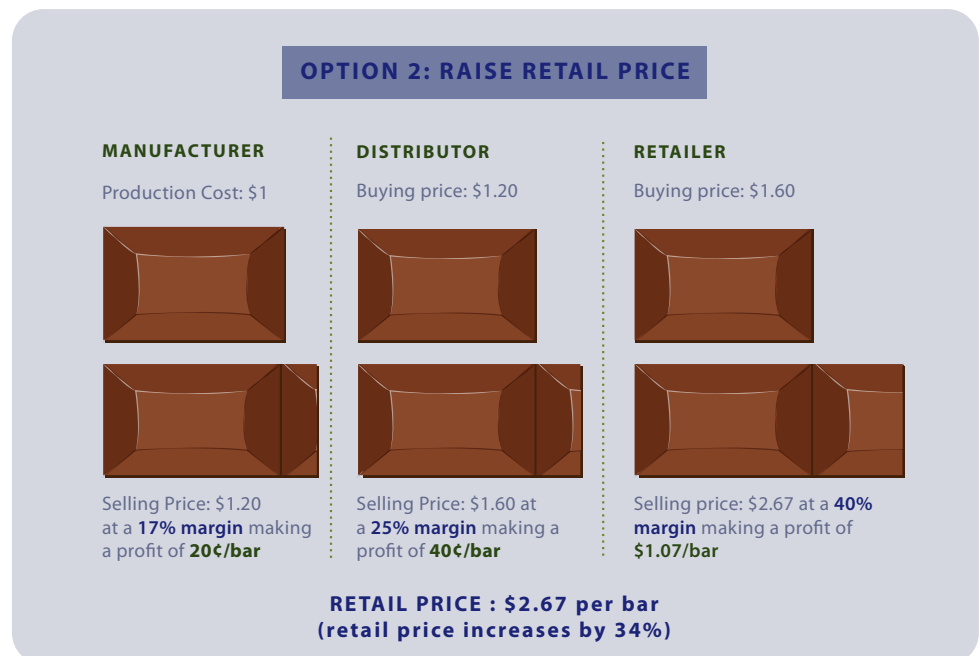 OPTION 2: RAISE RETAIL PRICE
MANUFACTURER
Production Cost: $1
Selling Price: $1.20
at a 17% margin making
a profit of 20¢/bar
DISTRIBUTOR
Buying price: $1.20
Selling Price: $1.60 at
a 25% margin making a
profit of 40¢/bar
RETAILER
Buying price: $1.60
Selling price: $2.67 at a 40%
margin making a profit of
$1.07/bar
RETAIL PRICE : $2.67 per bar
(retail price increases by 34%)